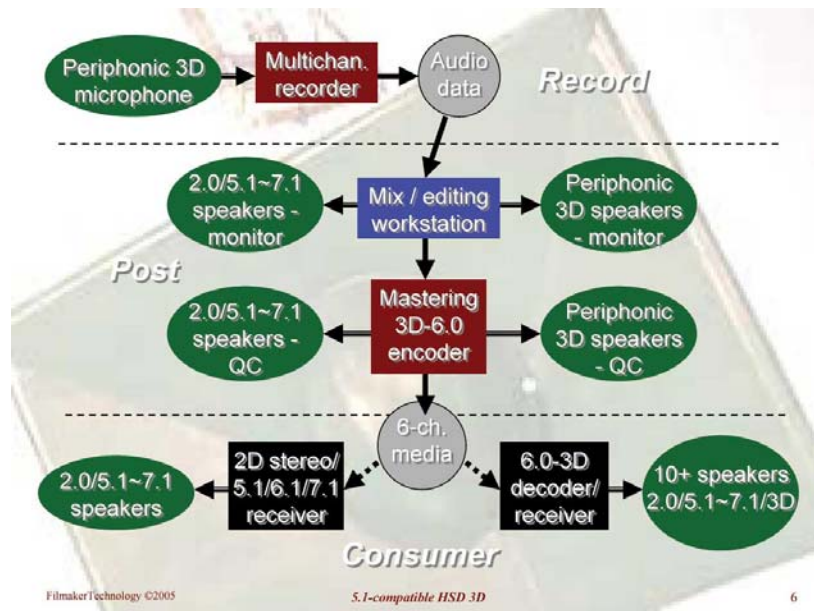 Periphonic 3D
microphone
Multichan.
recorder
Audio
data
Record
2.0/5.1~7.1
speakers -
monitor
Mix / editing
workstation
Periphonic
3D speakers
- monitor
Post
2.0/5.1~7.1
speakers -
QC
Mastering
3D-6.0
encoder
Periphonic
3D speakers
- QC
6-ch.
media
2.0/5.1~7.1
speakers
2D stereo/
5.1/6.1/7.1
receiver
6.0-3D
decoder/
receiver
10+ speakers
2.0/5.1~7.1/3D
Consumer
FilmakerTechnology ©2005
5.1-compatible HSD 3D
6